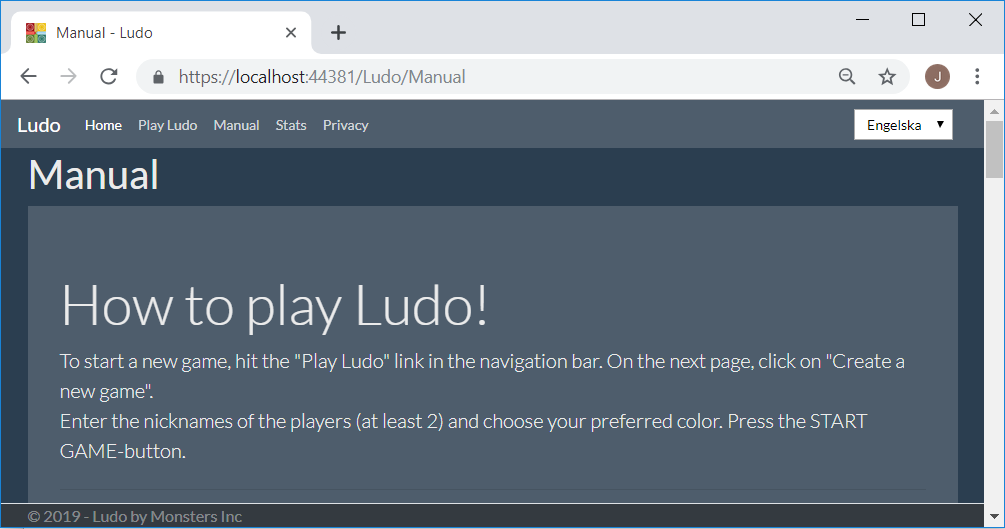 Manual - Ludo
https://localhost:44381/Ludo/Manual
J
Ludo Home Play Ludo Manual Stats Privacy Engelska
Manual
How to play Ludo!
To start a new game, hit the "Play Ludo" link in the navigation bar. On the next page, click on "Create a
new game".
Enter the nicknames of the players (at least 2) and choose your preferred color. Press the START
GAME-button.
© 2019 - Ludo by Monsters Inc